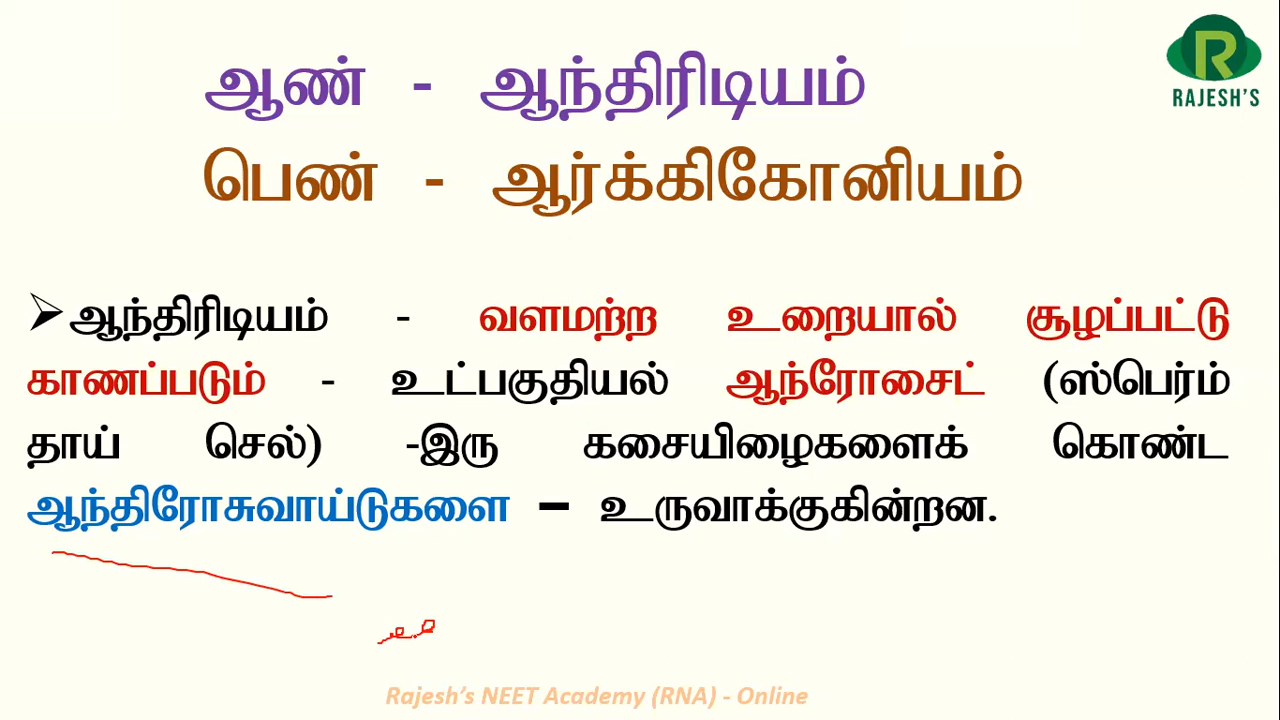 R
RAJESH'S
ஆண் - ஆந்திரிடியம்
பெண் - ஆர்க்கிகோனியம்
➢ஆந்திரிடியம் - வளமற்ற உறையால் சூழப்பட்டு
காணப்படும் - உட்பகுதியல் ஆந்ரோசைட் (ஸ்பெர்ம்
தாய் செல்) -இரு கசையிழைகளைக் கொண்ட
ஆந்திரோசுவாய்டுகளை – உருவாக்குகின்றன.
Rajesh's NEET Academy (RNA) - Online